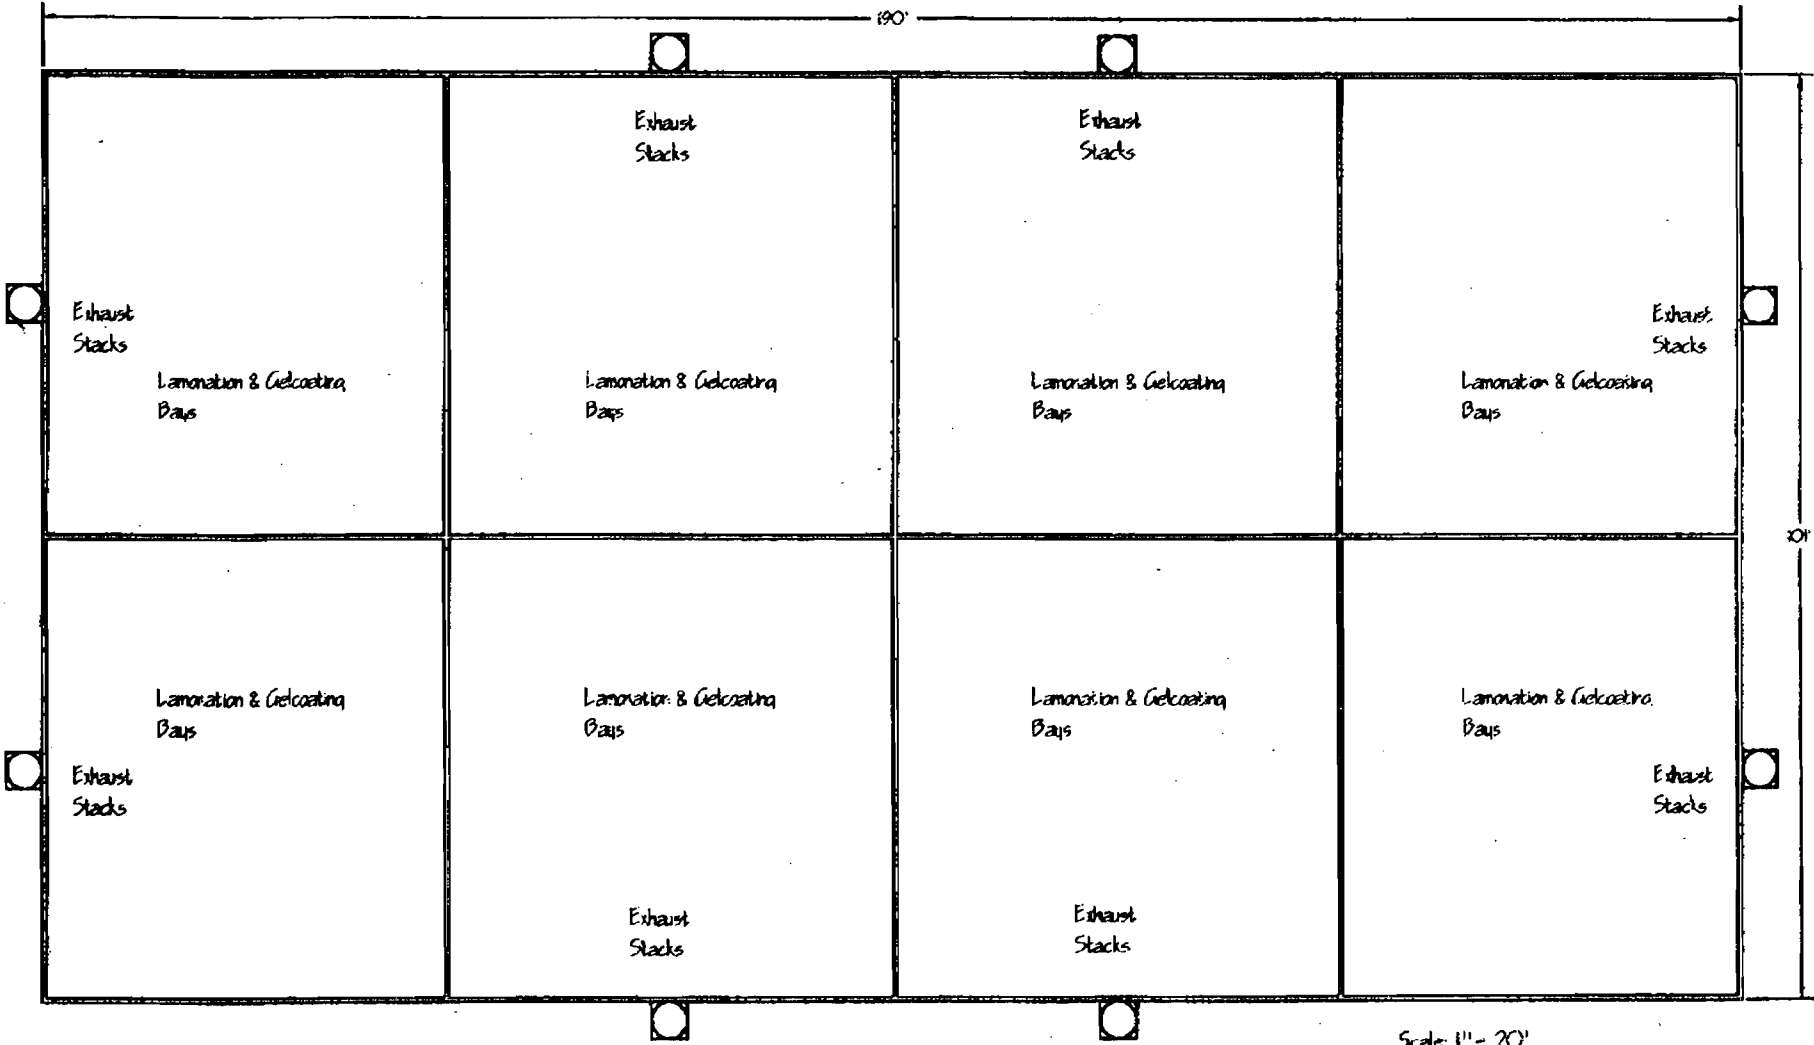 190'
Exhaust
Stacks
Exhaust
Stacks
Exhaust
Stacks
Exhaust
Stacks
Lamonation & Gelcoating
Bays
Lamonation & Gelcoating
Bays
Lamonation & Gelcoating
Bays
Lamonation & Gelcoating
Bays
101'
Lamonation & Gelcoating
Bays
Lamonation & Gelcoating
Bays
Lamonation & Gelcoating
Bays
Lamonation & Gelcoating
Bays
Exhaust
Stacks
Exhaust
Stacks
Exhaust
Stacks
Exhaust
Stacks
Scale: 1" = 20'